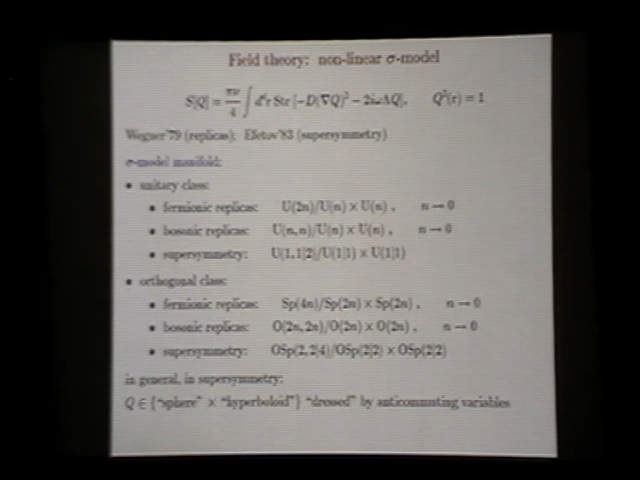 Field theory: non-linear σ-model
S[Q] = πν/4 ∫ dᵈr Str [−D(∇Q)² − 2iωΛQ], Q²(r) = 1
Wegner'79 (replicas); Efetov'83 (supersymmetry)
σ-model manifold:
• unitary class:
• fermionic replicas: U(2n)/U(n) × U(n) , n → 0
• bosonic replicas: U(n,n)/U(n) × U(n) , n → 0
• supersymmetry: U(1,1|2)/U(1|1) × U(1|1)
• orthogonal class:
• fermionic replicas: Sp(4n)/Sp(2n) × Sp(2n) , n → 0
• bosonic replicas: O(2n,2n)/O(2n) × O(2n) , n → 0
• supersymmetry: OSp(2,2|4)/OSp(2|2) × OSp(2|2)
in general, in supersymmetry:
Q ∈ {"sphere" × "hyperboloid"} "dressed" by anticommuting variables